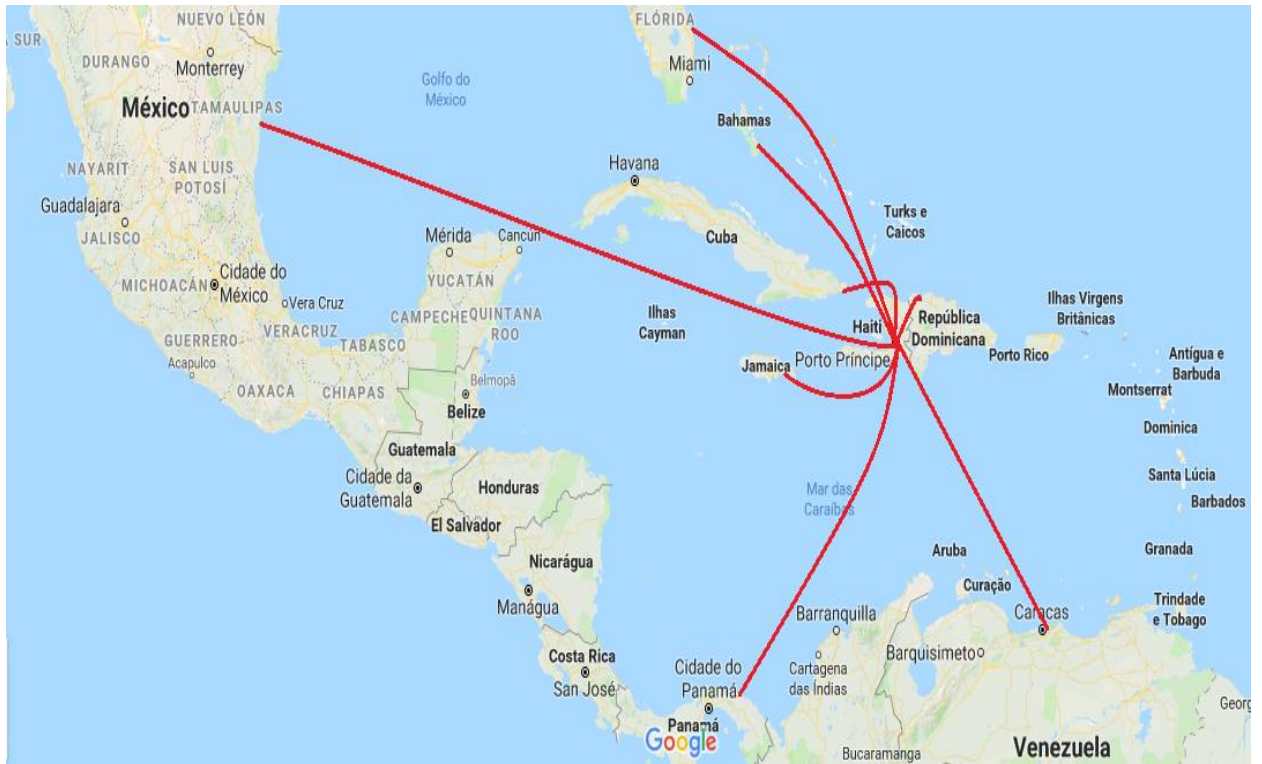 NUEVO LEÓN
FLÓRIDA
A SUR
DURANGO
Monterrey
Miami
Golfo do
México
México
TAMAULIPAS
Bahamas
NAYARIT
SAN LUIS
POTOSÍ
Havana
Guadalajara
JALISCO
Turks e
Caicos
Mérida
Cancún
Cuba
MICHOACÁN
Cidade do
México
Vera Cruz
YUCATÁN
CAMPECHE
QUINTANA
ROO
Ilhas
Cayman
Haiti
República
Dominicana
Ilhas Virgens
Britânicas
GUERRERO
VERACRUZ
TABASCO
Acapulco
Jamaica
Porto Príncipe
Porto Rico
Antígua e
Barbuda
OAXACA
CHIAPAS
Belmopã
Belize
Montserrat
Dominica
Guatemala
Cidade da
Guatemala
Honduras
Mar das
Caraíbas
Santa Lúcia
Barbados
El Salvador
Nicarágua
Aruba
Granada
Manágua
Curação
Barranquilla
Caracas
Trindade
e Tobago
Costa Rica
San José
Cidade do
Panamá
Cartagena
das Índias
Barquisimeto
Panamá
Google
Bucaramanga
Venezuela
Georg